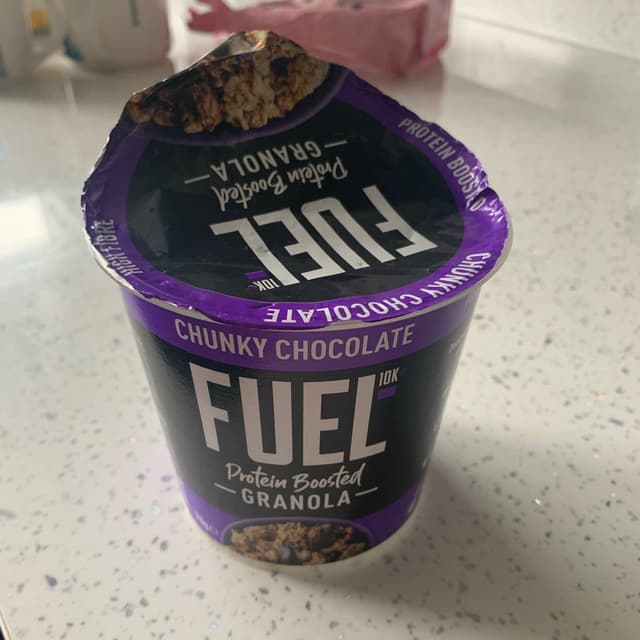 PROTEIN BOOSTED
HIGH FIBRE
GRANOLA
Protein Boosted
FUEL
10K
CHUNKY CHOCOLATE
CHUNKY CHOCOLATE
FUEL
10K
Protein Boosted
GRANOLA